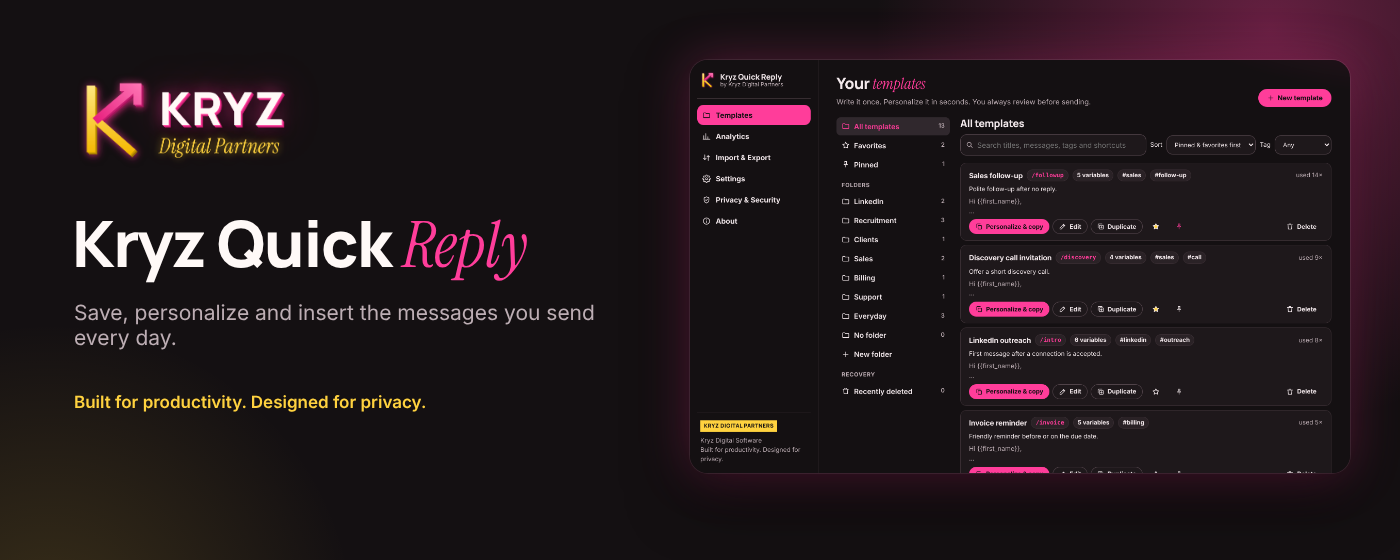 KRYZ
Digital Partners
Kryz Quick Reply
Save, personalize and insert the messages you send
every day.
Built for productivity. Designed for privacy.
Kryz Quick Reply
by Kryz Digital Partners
Templates
Analytics
Import & Export
Settings
Privacy & Security
About
KRYZ DIGITAL PARTNERS
Kryz Digital Software
Built for productivity. Designed for
privacy.
Your templates
Write it once. Personalize it in seconds. You always review before sending.
+ New template
All templates 13
Favorites 2
Pinned 1
FOLDERS
LinkedIn 2
Recruitment 3
Clients 1
Sales 2
Billing 1
Support 1
Everyday 3
No folder 0
+ New folder
RECOVERY
Recently deleted 0
All templates
Search titles, messages, tags and shortcuts Sort Pinned & favorites first Tag Any
Sales follow-up /followup 5 variables #sales #follow-up used 14×
Polite follow-up after no reply.
Hi {{first_name}},
...
Personalize & copy Edit Duplicate Delete
Discovery call invitation /discovery 4 variables #sales #call used 9×
Offer a short discovery call.
Hi {{first_name}},
...
Personalize & copy Edit Duplicate Delete
LinkedIn outreach /intro 6 variables #linkedin #outreach used 8×
First message after a connection is accepted.
Hi {{first_name}},
...
Personalize & copy Edit Duplicate Delete
Invoice reminder /invoice 5 variables #billing used 5×
Friendly reminder before or on the due date.
Hi {{first_name}},
...
Personalize & copy Edit Duplicate Delete